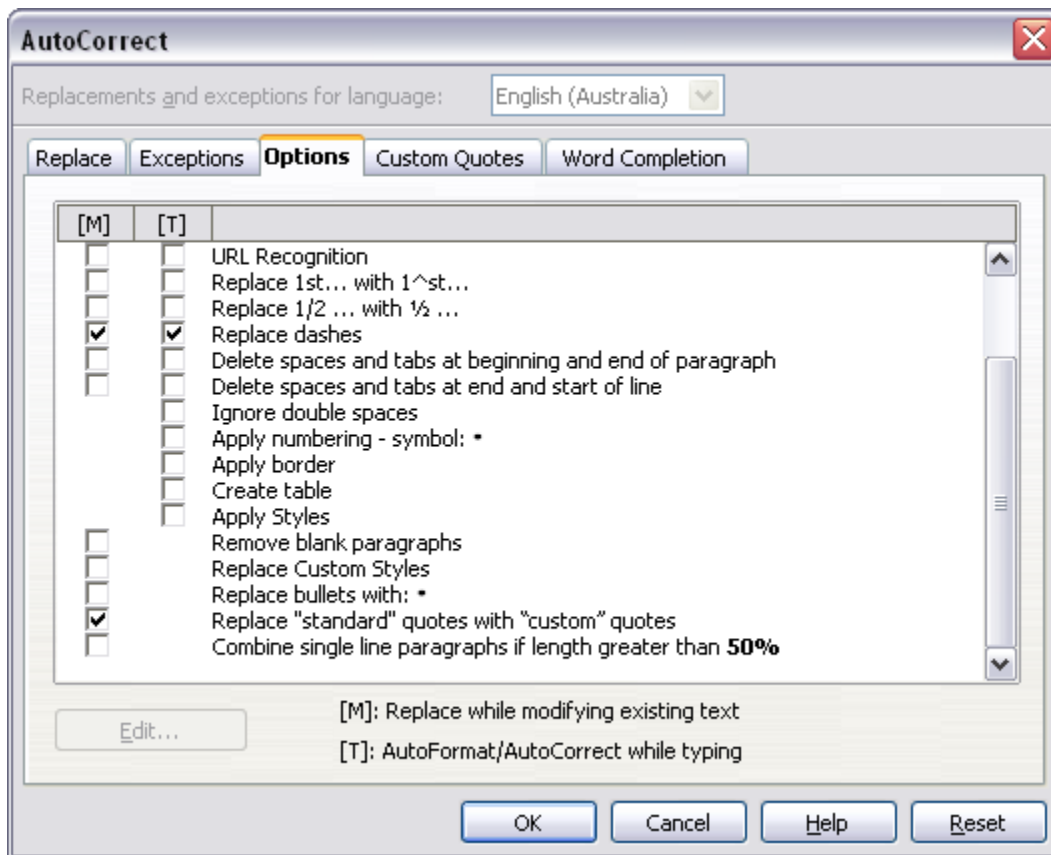 AutoCorrect
Replacements and exceptions for language: English (Australia)
Replace Exceptions Options Custom Quotes Word Completion
[M] [T]
URL Recognition
Replace 1st... with 1^st...
Replace 1/2 ... with ½ ...
Replace dashes
Delete spaces and tabs at beginning and end of paragraph
Delete spaces and tabs at end and start of line
Ignore double spaces
Apply numbering - symbol: •
Apply border
Create table
Apply Styles
Remove blank paragraphs
Replace Custom Styles
Replace bullets with: •
Replace "standard" quotes with “custom” quotes
Combine single line paragraphs if length greater than 50%
Edit...
[M]: Replace while modifying existing text
[T]: AutoFormat/AutoCorrect while typing
OK Cancel Help Reset